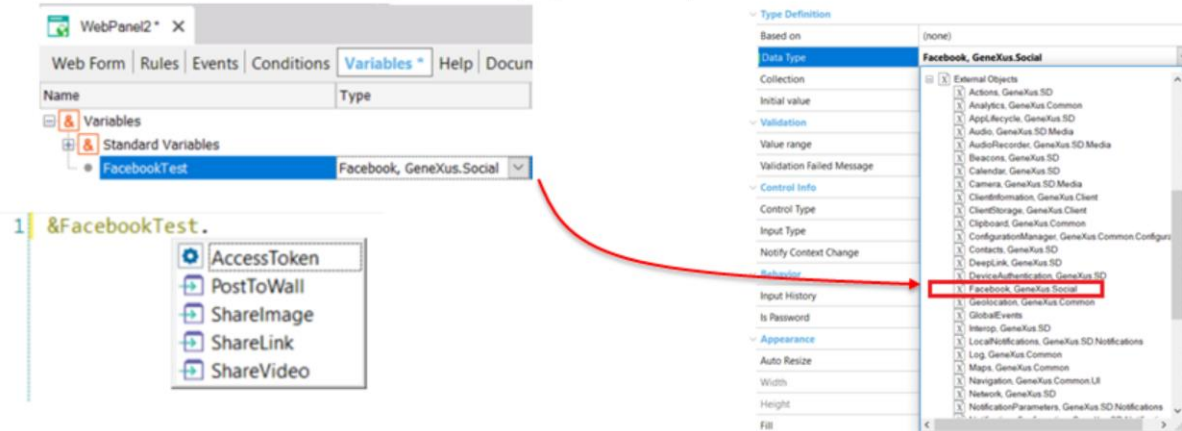 WebPanel2* X
Web Form | Rules | Events | Conditions | Variables * | Help | Docum
Name Type
& Variables
& Standard Variables
FacebookTest Facebook, GeneXus.Social
1 &FacebookTest.
AccessToken
PostToWall
ShareImage
ShareLink
ShareVideo
Type Definition
Based on (none)
Data Type Facebook, GeneXus.Social
Collection
Initial value
Validation
Value range
Validation Failed Message
Control Info
Control Type
Input Type
Notify Context Change
Behavior
Input History
Is Password
Appearance
Auto Resize
Width
Height
Fill
External Objects
Actions, GeneXus.SD
Analytics, GeneXus.Common
AppLifecycle, GeneXus.SD
Audio, GeneXus.SD.Media
AudioRecorder, GeneXus.SD.Media
Beacons, GeneXus.SD
Calendar, GeneXus.SD
Camera, GeneXus.SD.Media
ClientInformation, GeneXus.Client
ClientStorage, GeneXus.Client
Clipboard, GeneXus.Common
ConfigurationManager, GeneXus.Common.Configura
Contacts, GeneXus.SD
DeepLink, GeneXus.SD
DeviceAuthentication, GeneXus.SD
Facebook, GeneXus.Social
Geolocation, GeneXus.Common
GlobalEvents
Interop, GeneXus.SD
LocalNotifications, GeneXus.SD.Notifications
Log, GeneXus.Common
Maps, GeneXus.Common
Navigation, GeneXus.Common.UI
Network, GeneXus.SD
NotificationParameters, GeneXus.SD.Notifications